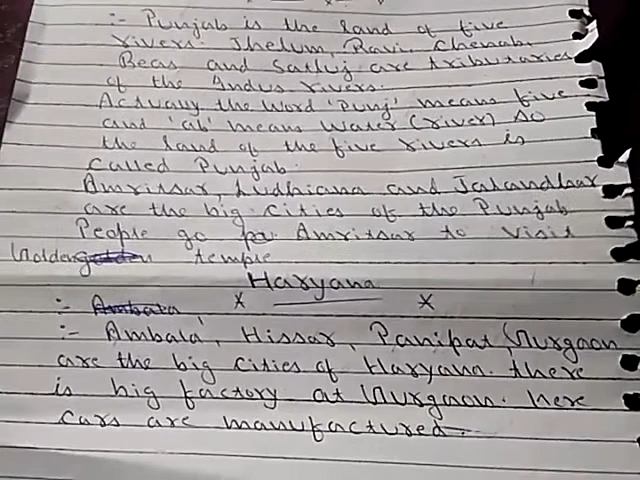 :- Punjab is the land of five
rivers. Jhelum, Ravi, Chenab,
Beas and Satluj are tributaries
of the Indus rivers.
Actually the word 'Punj' means five
and 'ab' means water (river) so
the land of the five rivers is
called Punjab.
Amritsar, Ludhiana and Jalandhar
are the big cities of the Punjab
People go for Amritsar to visit
Golden temple
Haryana
:- Ambala × ×
:- Ambala, Hissar, Panipat Gurgaon
are the big cities of Haryana. there
is big factory at Gurgaon. here
cars are manufactured.